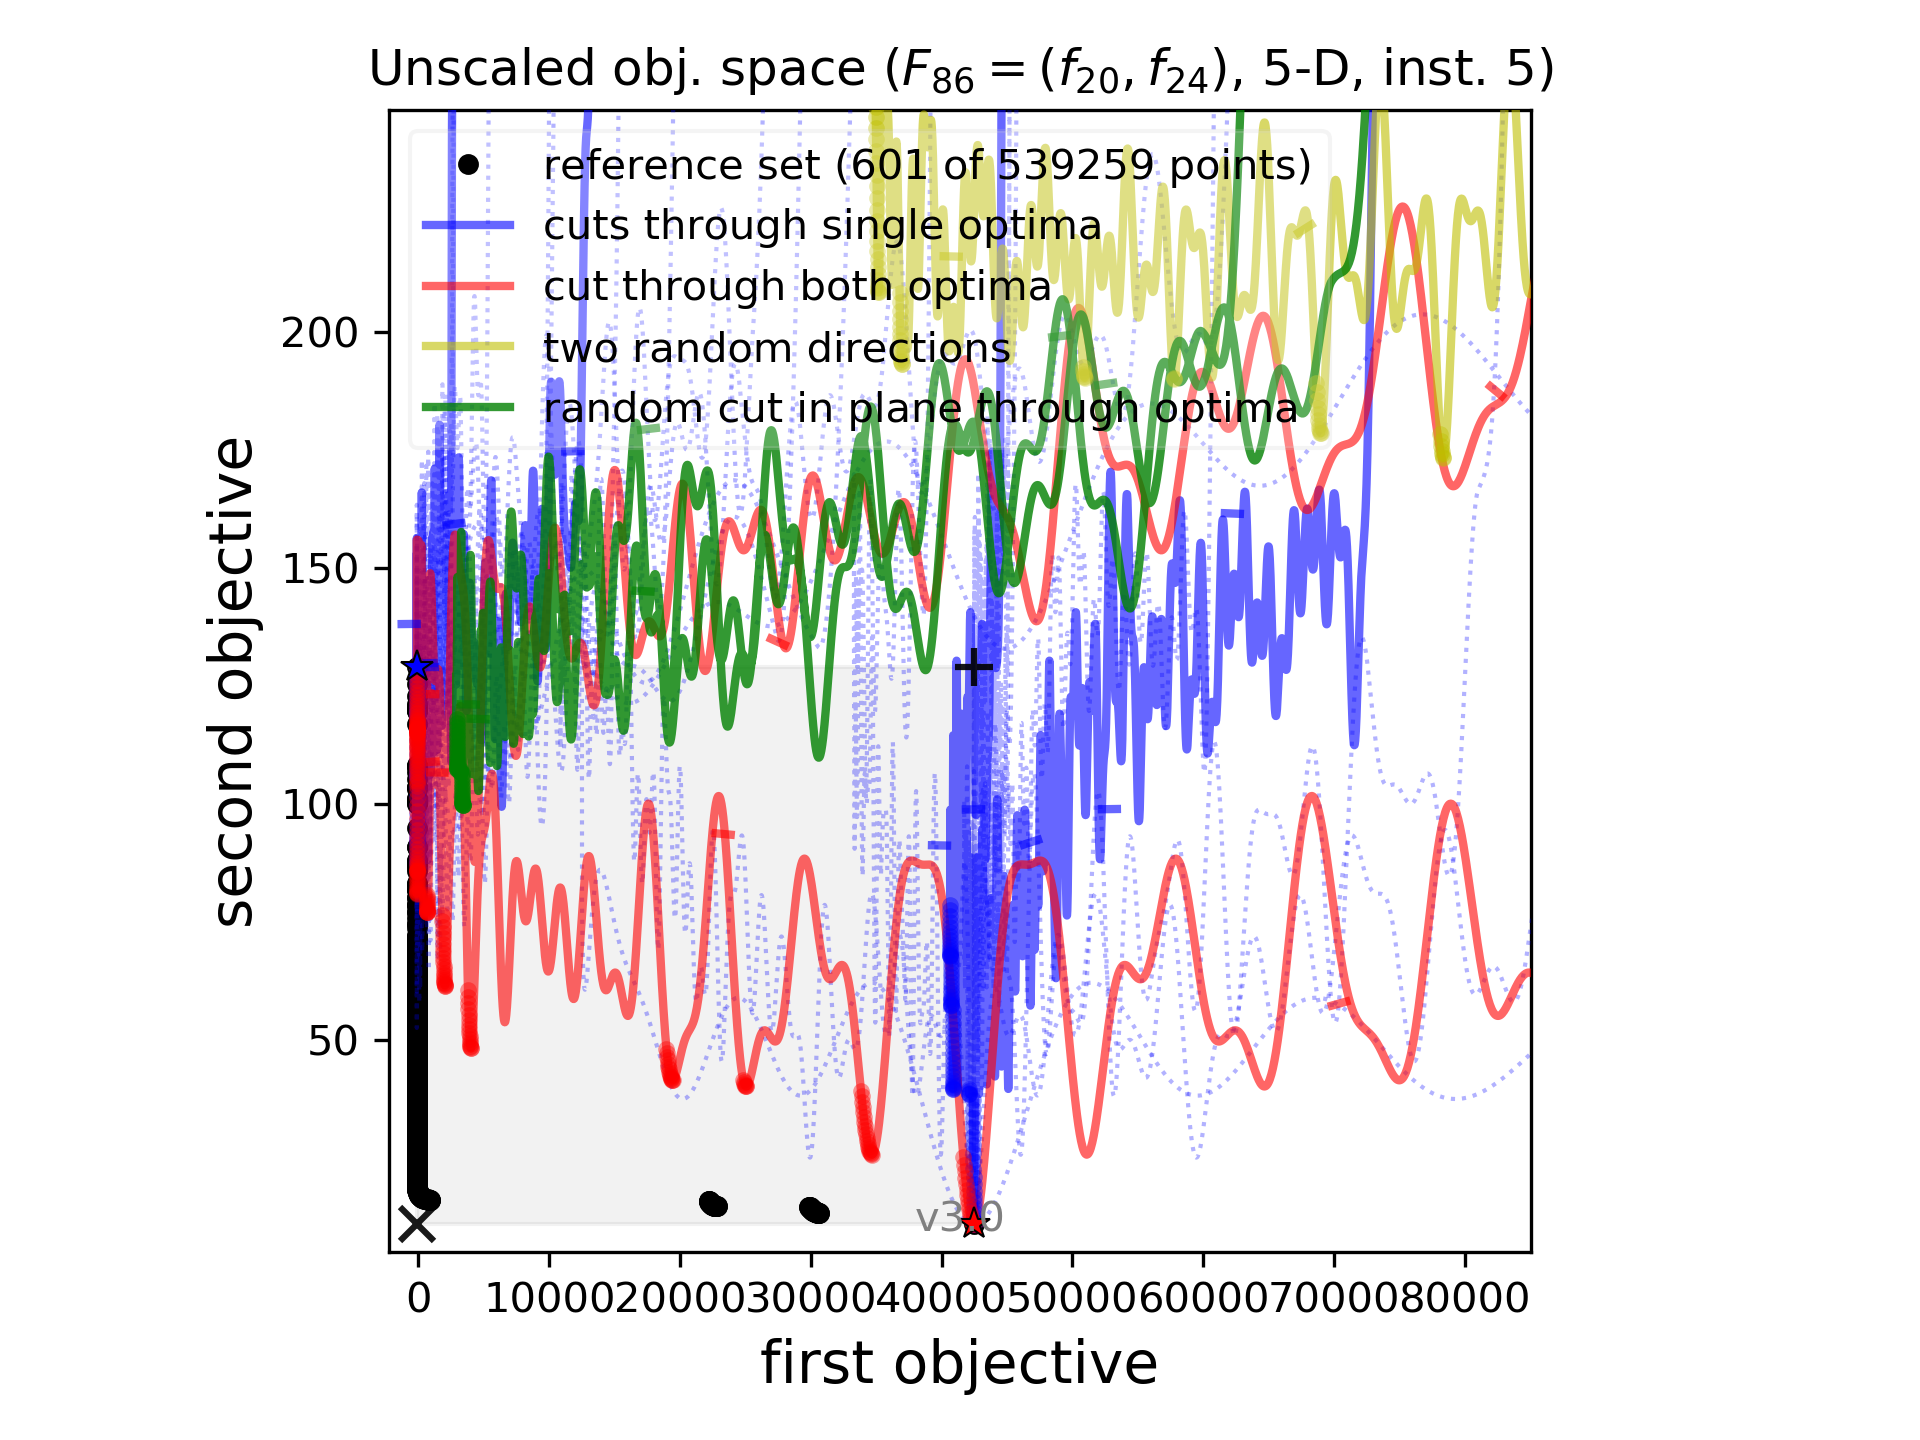 Unscaled obj. space (F86 = (f20, f24), 5-D, inst. 5)
reference set (601 of 539259 points)
cuts through single optima
cut through both optima
two random directions
random cut in plane through optima
200
150
100
50
second objective
v3.0
0 10000 20000 30000 40000 50000 60000 70000 80000
first objective